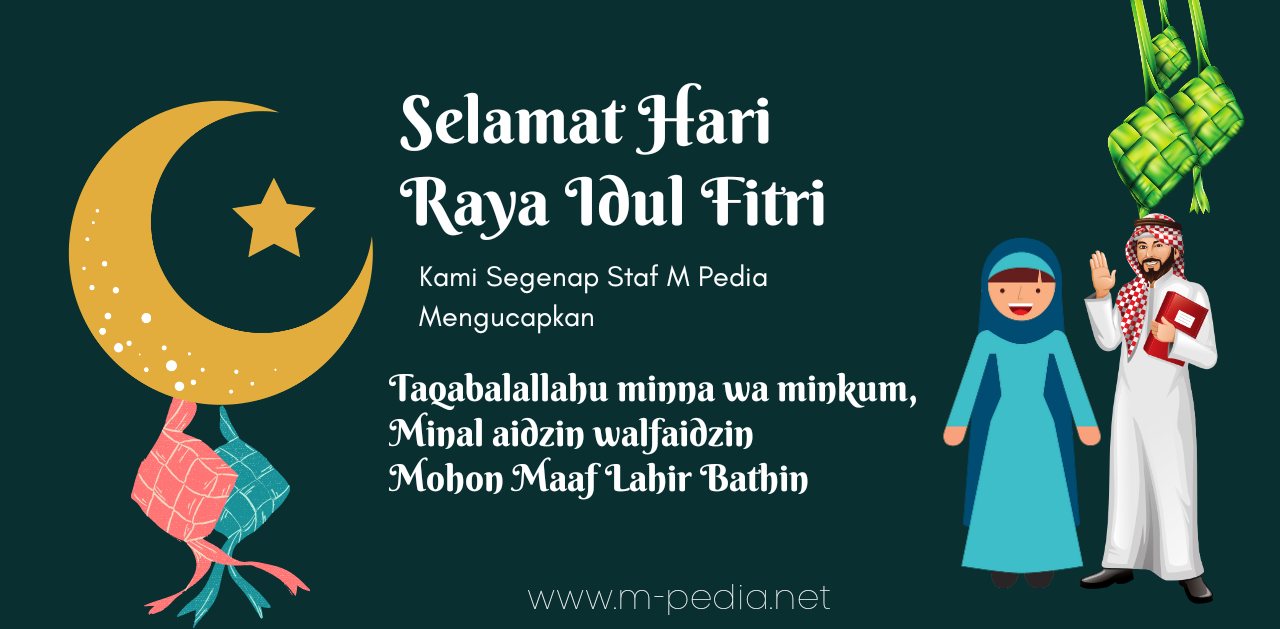 Selamat Hari
Raya Idul Fitri
Kami Segenap Staf M Pedia
Mengucapkan
Taqabalallahu minna wa minkum,
Minal aidzin walfaidzin
Mohon Maaf Lahir Bathin
www.m-pedia.net